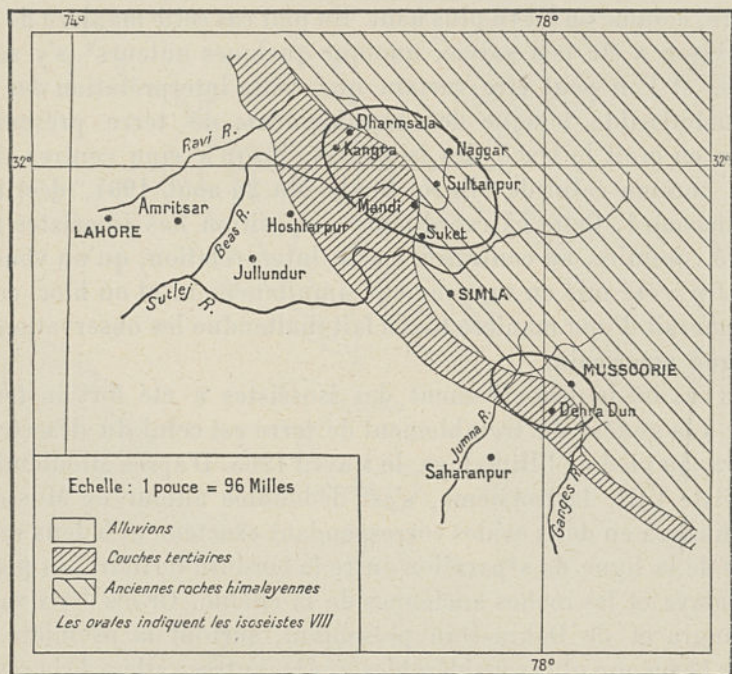 74°
78°
Ravi R.
Dharmsala
32°
Kangra
Naggar
32°
Sultanpur
Amritsar
Beas R.
Mandi
LAHORE
Hoshiarpur
Suket
Jullundur
Sutlej R.
SIMLA
MUSSOORIE
Dehra Dun
Jumna R.
Saharanpur
Ganges R.
Echelle : 1 pouce = 96 Milles
Alluvions
Couches tertiaires
Anciennes roches himalayennes
Les ovales indiquent les isoséistes VIII
78°